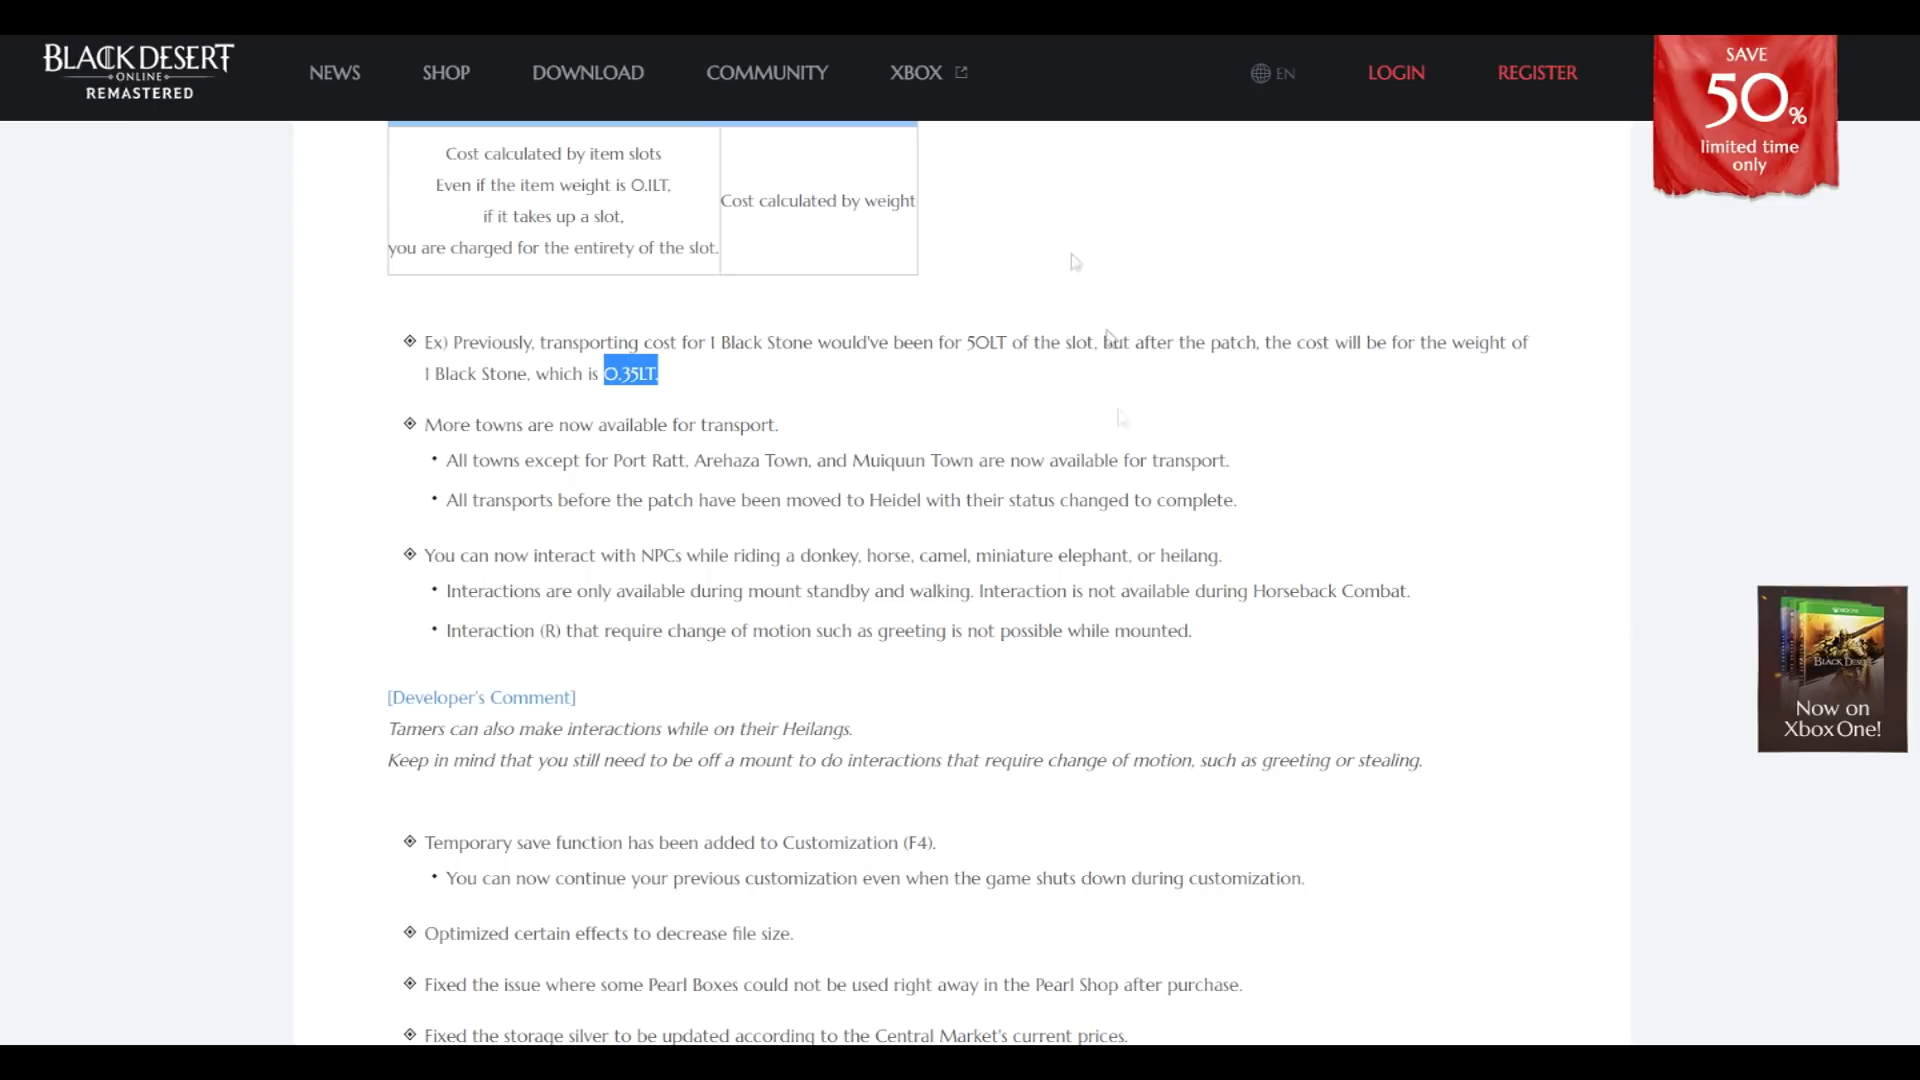 BLACK DESERT
ONLINE
REMASTERED
NEWS
SHOP
DOWNLOAD
COMMUNITY
XBOX
EN
LOGIN
REGISTER
SAVE
50%
limited time
only
Cost calculated by item slots
Even if the item weight is 0.1LT,
if it takes up a slot,
you are charged for the entirety of the slot.
Cost calculated by weight
Ex) Previously, transporting cost for 1 Black Stone would've been for 50LT of the slot, but after the patch, the cost will be for the weight of
1 Black Stone, which is 0.35LT.
More towns are now available for transport.
All towns except for Port Ratt, Arehaza Town, and Muiquun Town are now available for transport.
All transports before the patch have been moved to Heidel with their status changed to complete.
You can now interact with NPCs while riding a donkey, horse, camel, miniature elephant, or heilang.
Interactions are only available during mount standby and walking. Interaction is not available during Horseback Combat.
Interaction (R) that require change of motion such as greeting is not possible while mounted.
[Developer's Comment]
Tamers can also make interactions while on their Heilangs.
Keep in mind that you still need to be off a mount to do interactions that require change of motion, such as greeting or stealing.
Temporary save function has been added to Customization (F4).
You can now continue your previous customization even when the game shuts down during customization.
Optimized certain effects to decrease file size.
Fixed the issue where some Pearl Boxes could not be used right away in the Pearl Shop after purchase.
Fixed the storage silver to be updated according to the Central Market's current prices.
XBOX ONE
BLACK DESERT
Now on
Xbox One!